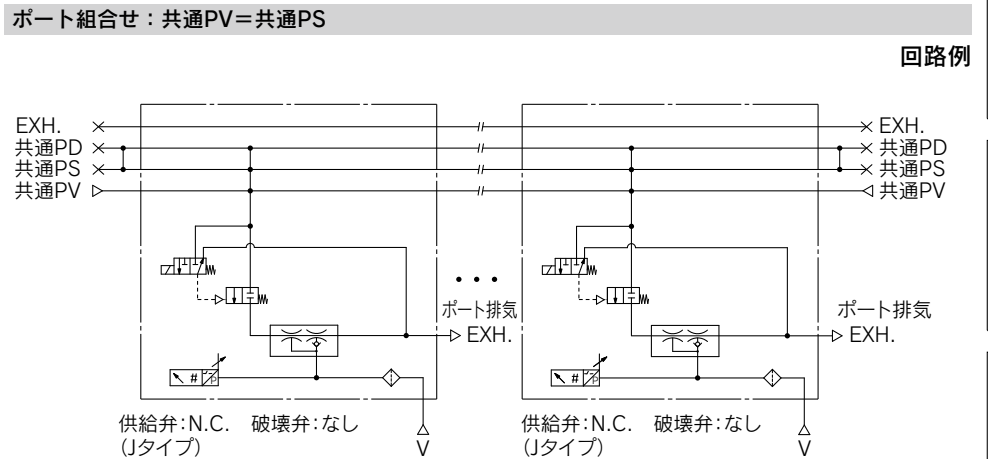 ポート組合せ：共通PV＝共通PS
回路例
EXH.
共通PD
共通PS
共通PV
EXH.
共通PD
共通PS
共通PV
ポート排気
EXH.
ポート排気
EXH.
# P
# P
供給弁：N.C.　破壊弁：なし
（Jタイプ）
V
供給弁：N.C.　破壊弁：なし
（Jタイプ）
V